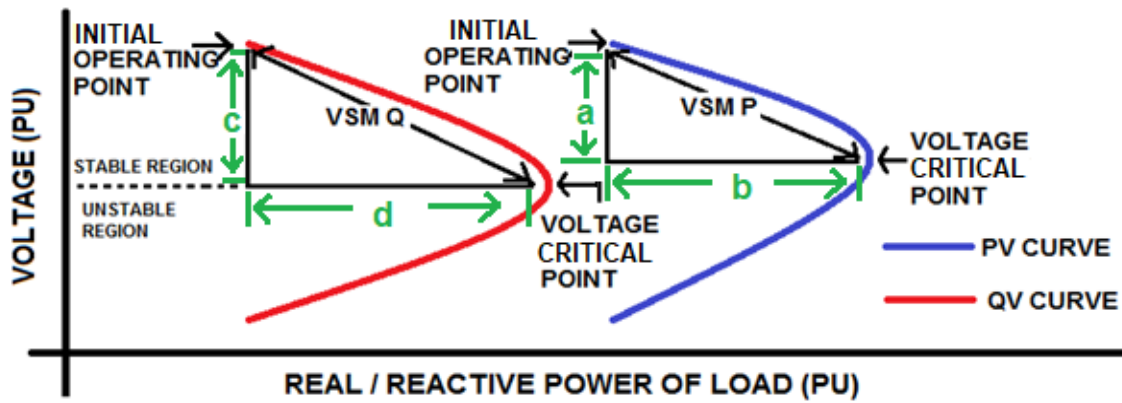 INITIAL
OPERATING
POINT
INITIAL
OPERATING
POINT
c
VSM Q
a
VSM P
VOLTAGE
CRITICAL
POINT
STABLE REGION
UNSTABLE
REGION
d
b
VOLTAGE
CRITICAL
POINT
PV CURVE
QV CURVE
VOLTAGE (PU)
REAL / REACTIVE POWER OF LOAD (PU)